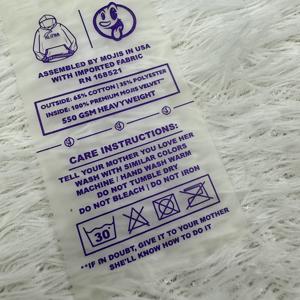 ASSEMBLED BY MOJIS IN USA
WITH IMPORTED FABRIC
RN 168521
OUTSIDE: 65% COTTON | 35% POLYESTER
INSIDE: 100% PREMIUM MOJIS VELVET™
550 GSM HEAVYWEIGHT
CARE INSTRUCTIONS:
TELL YOUR MOTHER YOU LOVE HER
WASH WITH SIMILAR COLORS
MACHINE | HAND WASH WARM
DO NOT TUMBLE DRY
DO NOT BLEACH | DO NOT IRON
30°
**IF IN DOUBT, GIVE IT TO YOUR MOTHER
SHE'LL KNOW HOW TO DO IT